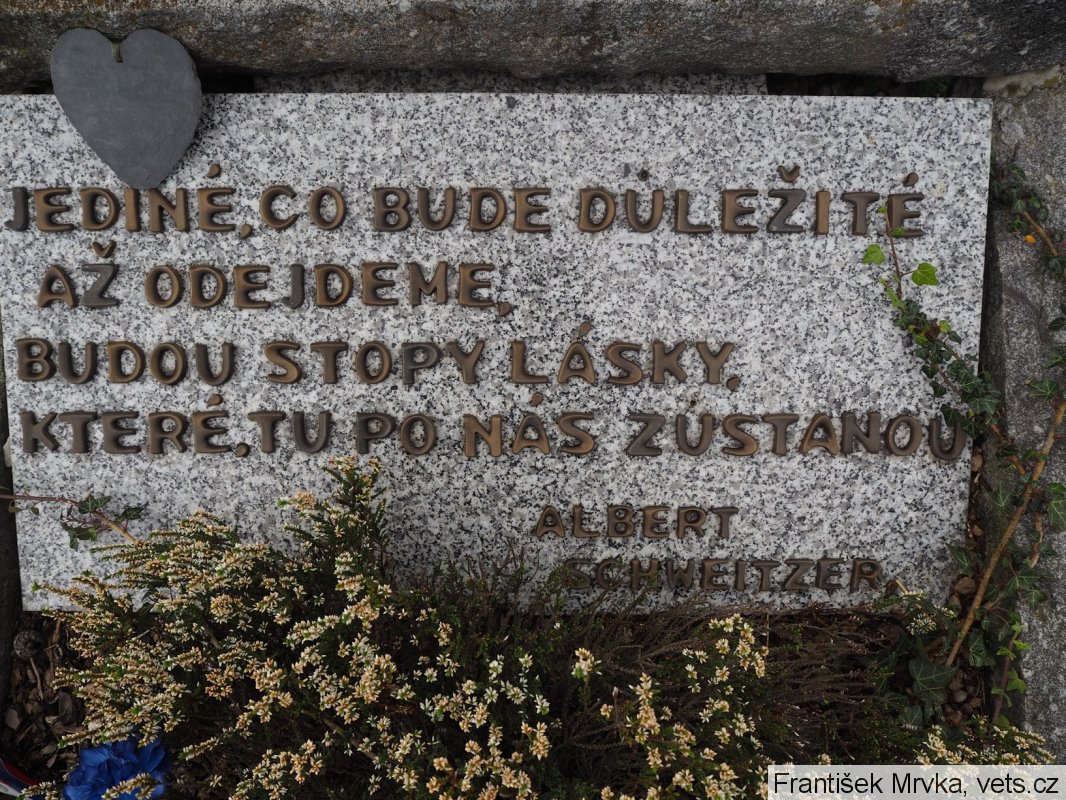 JEDINÉ, CO BUDE DŮLEŽITÉ
AŽ ODEJDEME,
BUDOU STOPY LÁSKY,
KTERÉ, TU PO NÁS ZŮSTANOU
ALBERT
SCHWEITZER.
František Mrvka, vets.cz